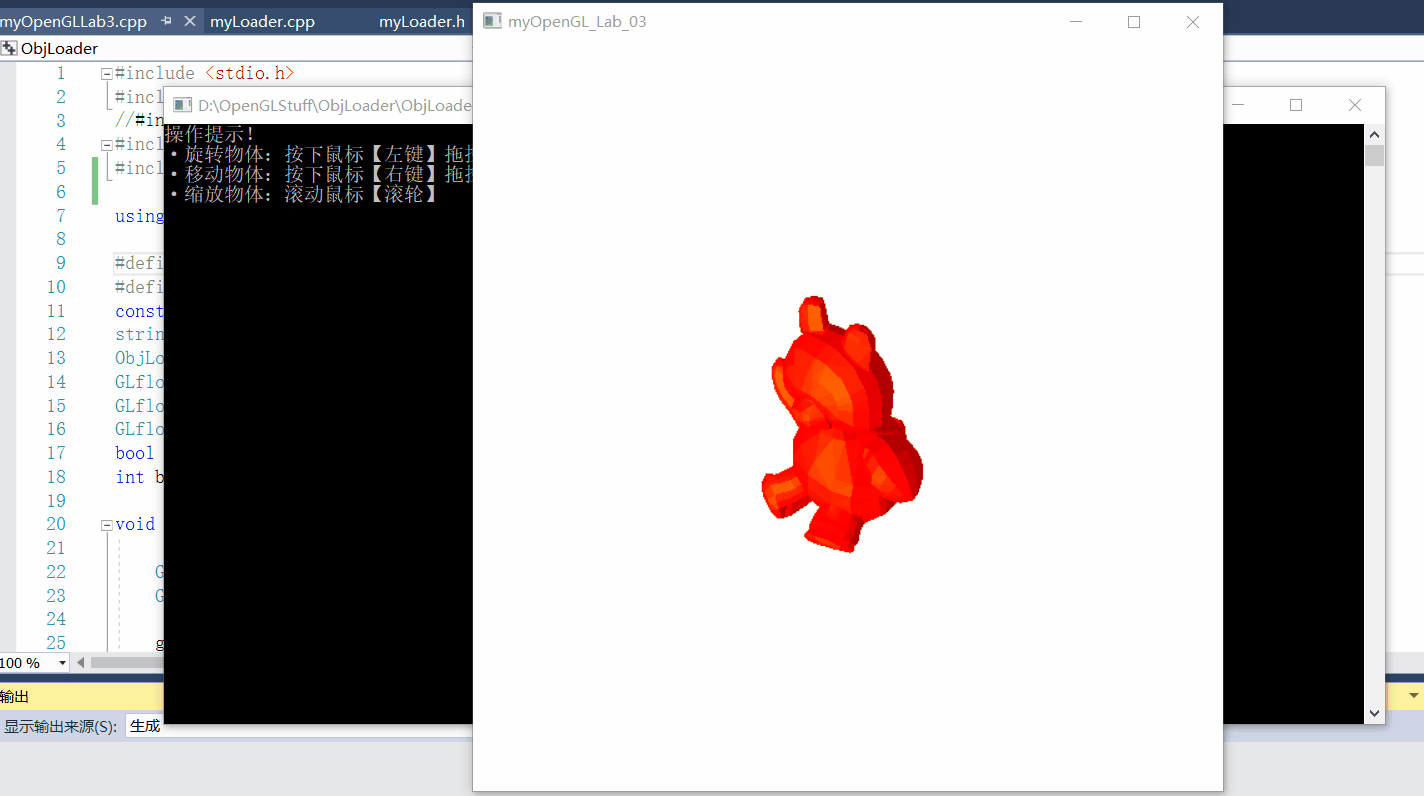 myOpenGLLab3.cpp myLoader.cpp myLoader.h
myOpenGL_Lab_03
ObjLoader
D:\OpenGLStuff\ObjLoader\ObjLoade
操作提示!
·旋转物体: 按下鼠标【左键】拖
·移动物体: 按下鼠标【右键】拖
·缩放物体: 滚动鼠标【滚轮】
1 #include <stdio.h>
2 #incl
3 //#in
4 #incl
5 #incl
6
7 using
8
9 #defi
10 #defi
11 const
12 strin
13 ObjLo
14 GLflo
15 GLflo
16 GLflo
17 bool
18 int b
19
20 void
21
22 G
23 G
24
25 g
100 %
输出
显示输出来源(S): 生成